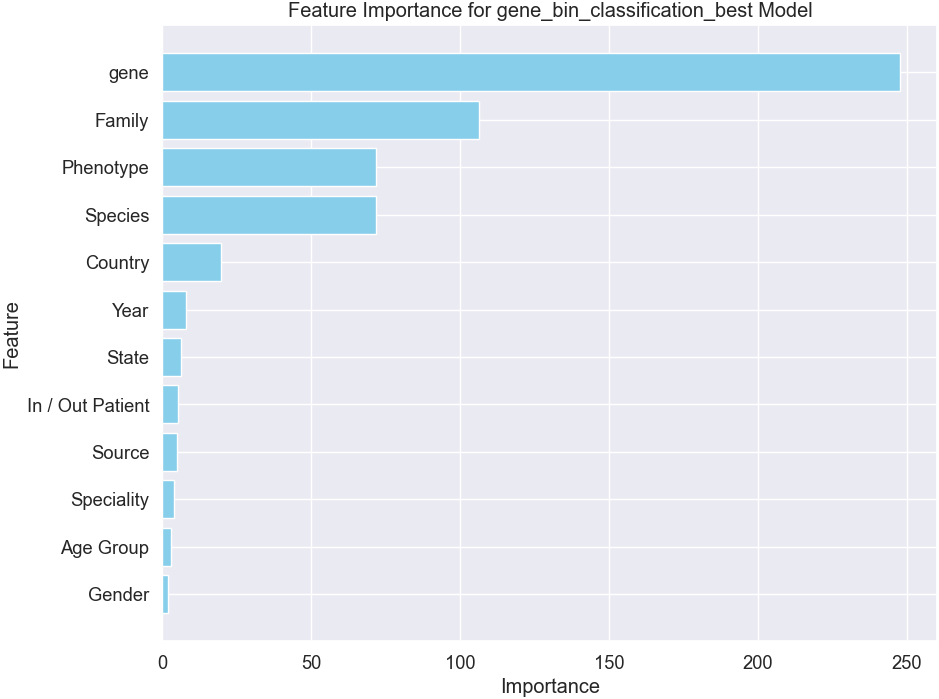 Feature Importance for gene_bin_classification_best Model
gene
Family
Phenotype
Species
Country
Year
State
In / Out Patient
Source
Speciality
Age Group
Gender
Feature
0 50 100 150 200 250
Importance